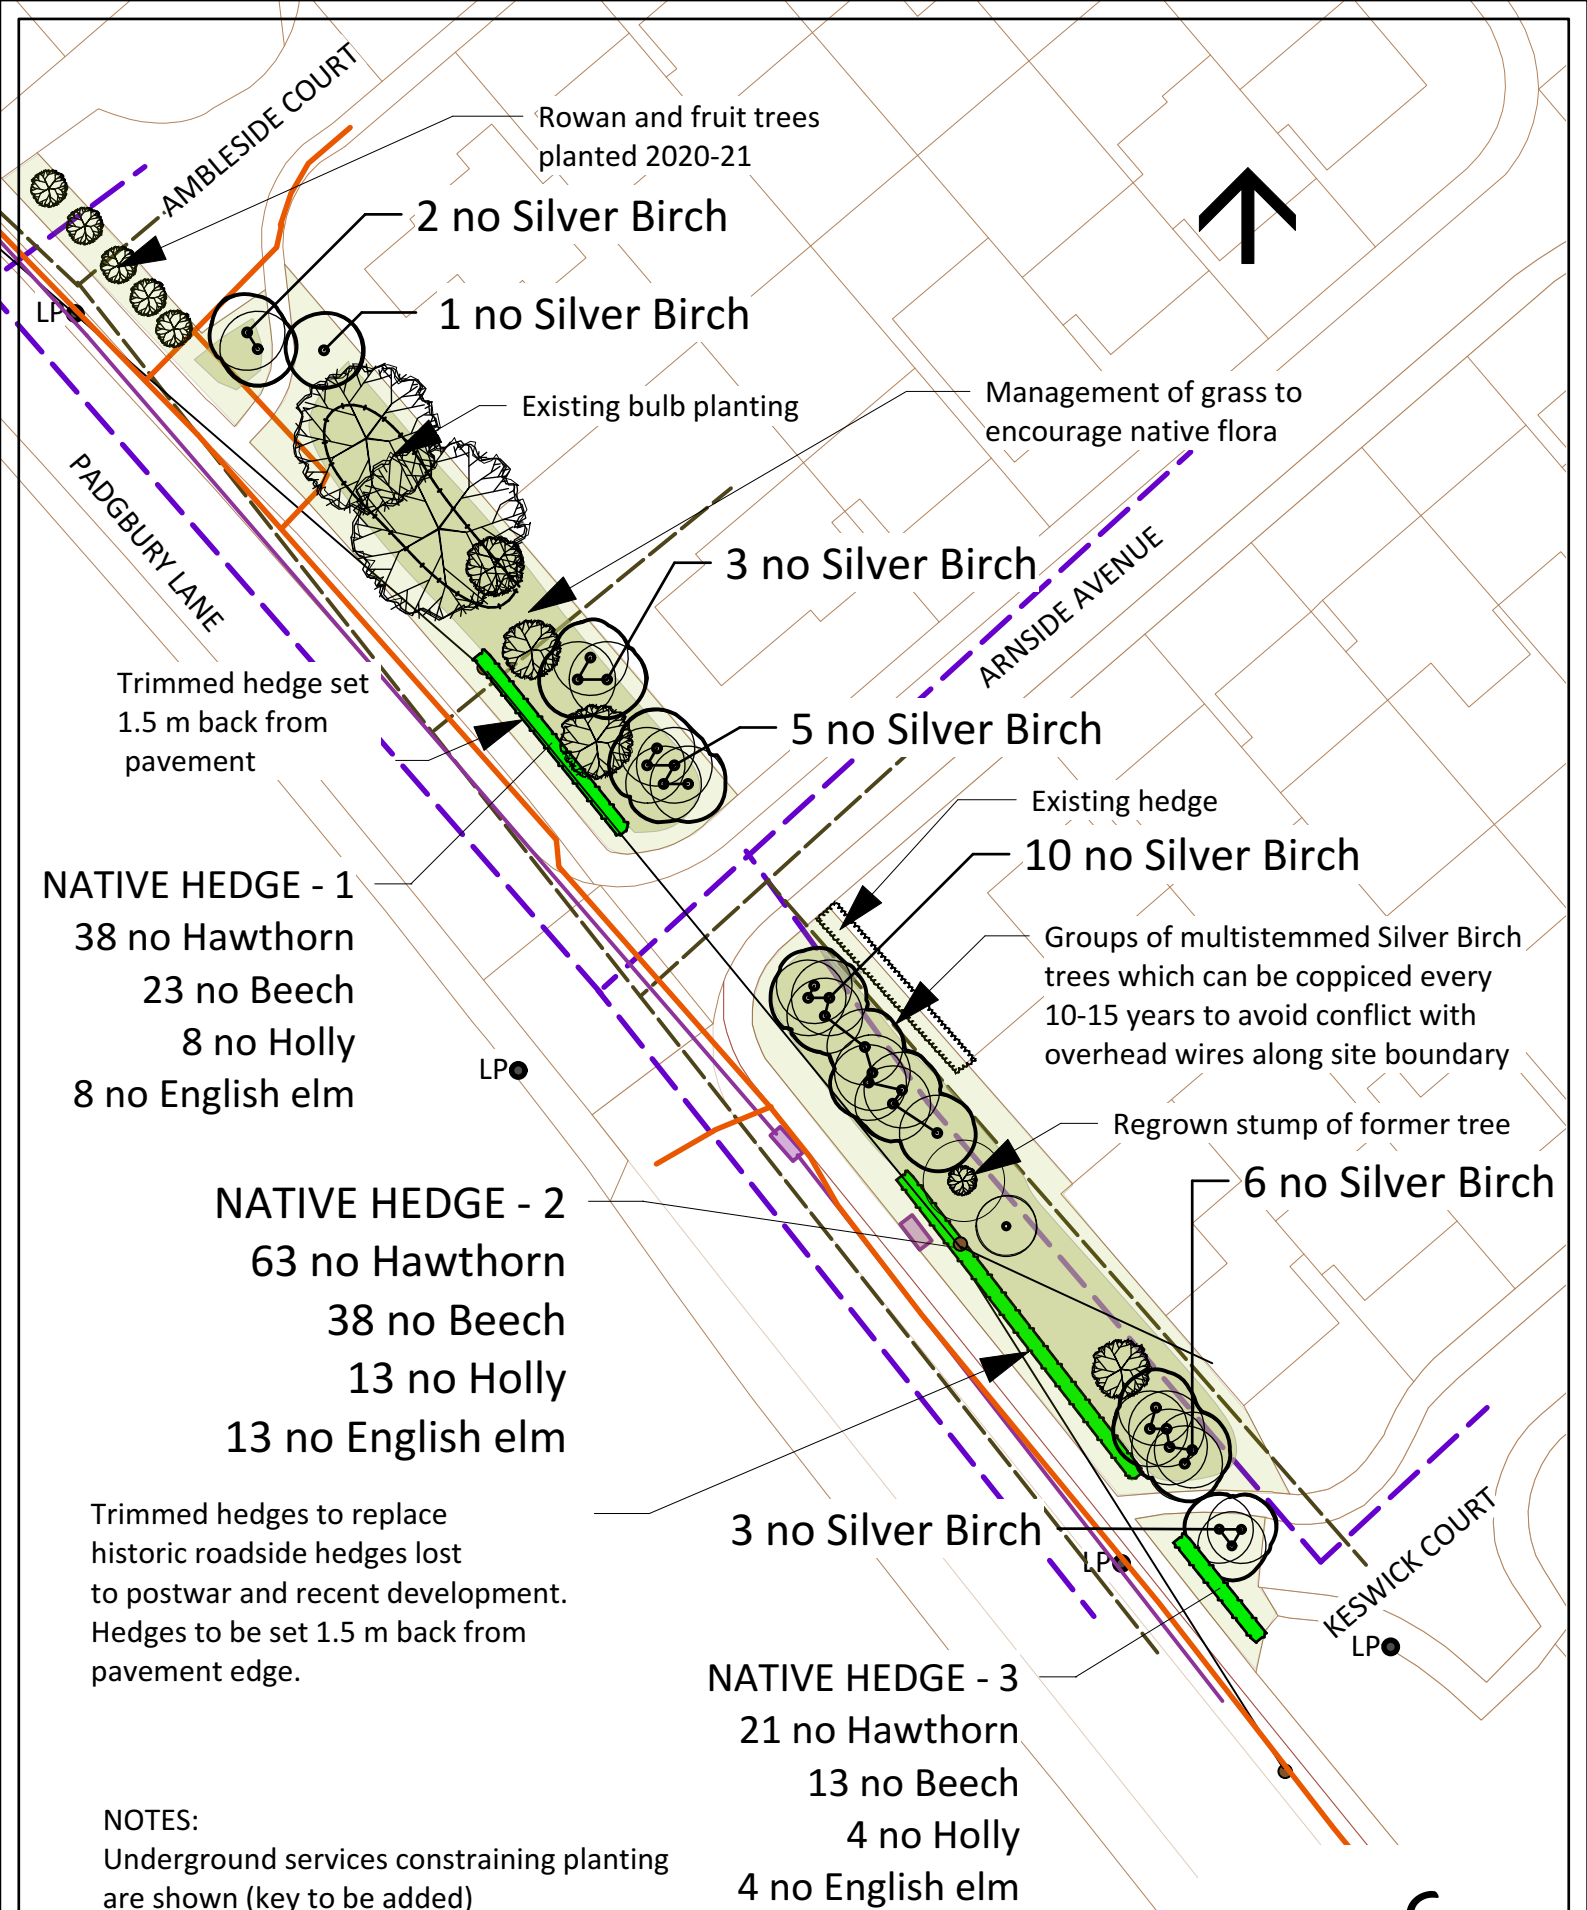 AMBLESIDE COURT
Rowan and fruit trees
planted 2020-21
2 no Silver Birch
1 no Silver Birch
LP
Existing bulb planting
Management of grass to
encourage native flora
PADGBURY LANE
3 no Silver Birch
ARNSIDE AVENUE
Trimmed hedge set
1.5 m back from
pavement
5 no Silver Birch
Existing hedge
10 no Silver Birch
NATIVE HEDGE - 1
38 no Hawthorn
23 no Beech
8 no Holly
8 no English elm
Groups of multistemmed Silver Birch
trees which can be coppiced every
10-15 years to avoid conflict with
overhead wires along site boundary
LP
Regrown stump of former tree
6 no Silver Birch
NATIVE HEDGE - 2
63 no Hawthorn
38 no Beech
13 no Holly
13 no English elm
Trimmed hedges to replace
historic roadside hedges lost
to postwar and recent development.
Hedges to be set 1.5 m back from
pavement edge.
3 no Silver Birch
LP
KESWICK COURT
LP
NATIVE HEDGE - 3
21 no Hawthorn
13 no Beech
4 no Holly
4 no English elm
NOTES:
Underground services constraining planting
are shown (key to be added)